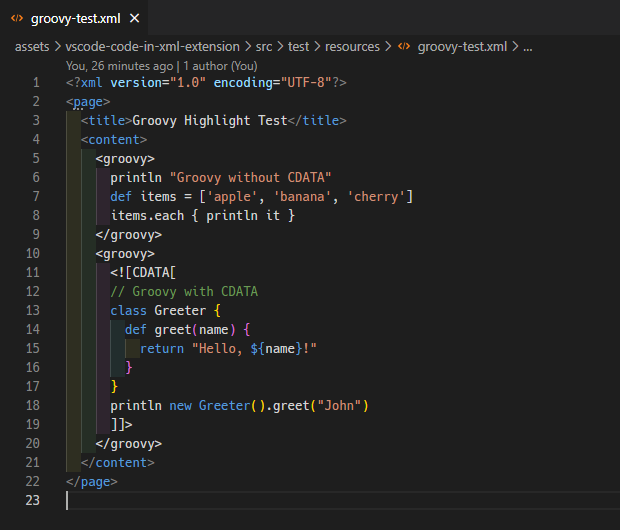 groovy-test.xml
assets > vscode-code-in-xml-extension > src > test > resources > groovy-test.xml > ...
You, 26 minutes ago | 1 author (You)
1 <?xml version="1.0" encoding="UTF-8"?>
2 <page>
3 <title>Groovy Highlight Test</title>
4 <content>
5 <groovy>
6 println "Groovy without CDATA"
7 def items = ['apple', 'banana', 'cherry']
8 items.each { println it }
9 </groovy>
10 <groovy>
11 <![CDATA[
12 // Groovy with CDATA
13 class Greeter {
14 def greet(name) {
15 return "Hello, ${name}!"
16 }
17 }
18 println new Greeter().greet("John")
19 ]]>
20 </groovy>
21 </content>
22 </page>
23